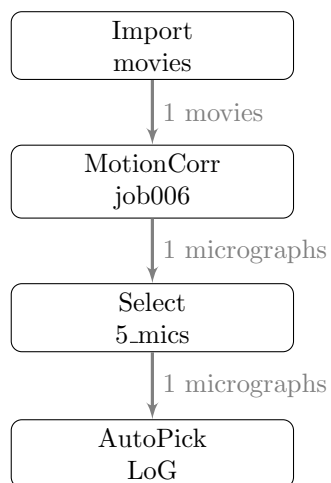 Import
movies
1 movies
MotionCorr
job006
1 micrographs
Select
5_mics
1 micrographs
AutoPick
LoG